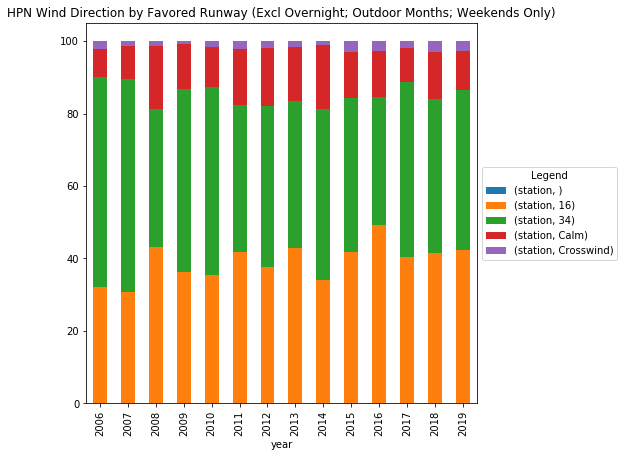 HPN Wind Direction by Favored Runway (Excl Overnight; Outdoor Months; Weekends Only)
100
80
60
40
20
0
2006 2007 2008 2009 2010 2011 2012 2013 2014 2015 2016 2017 2018 2019
year
Legend
(station, )
(station, 16)
(station, 34)
(station, Calm)
(station, Crosswind)